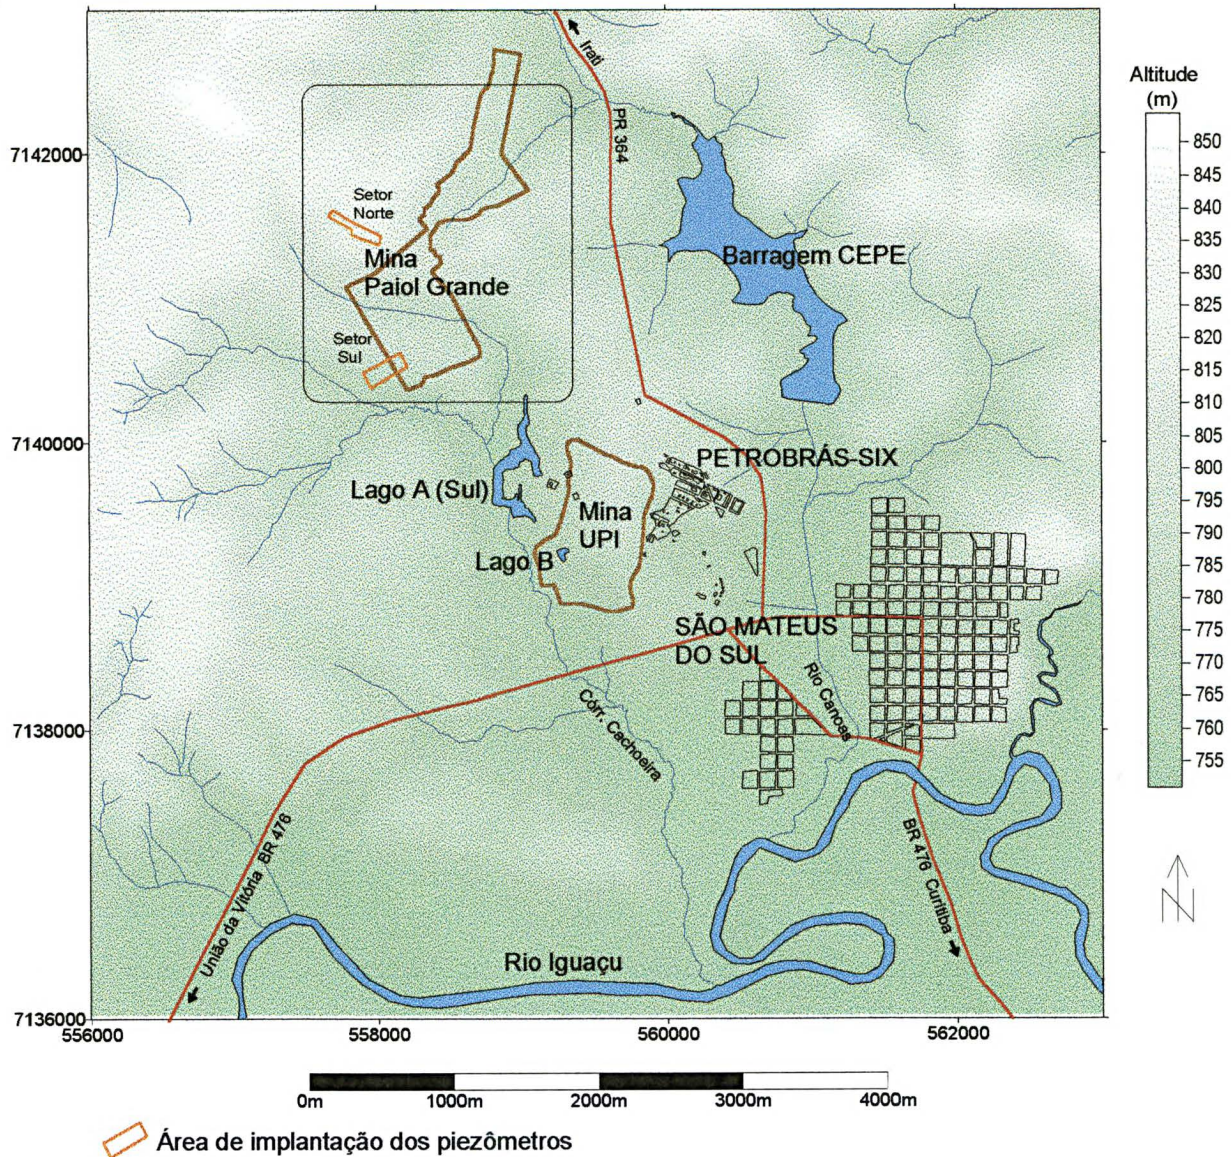 Irati
PR 364
Altitude
(m)
850
845
840
835
830
825
820
815
810
805
800
795
790
785
780
775
770
765
760
755
7142000
7140000
7138000
7136000
Setor
Norte
Mina
Paiol Grande
Setor
Sul
Barragem CEPE
PETROBRÁS-SIX
Lago A (Sul)
Mina
UPI
Lago B
SÃO MATEUS
DO SUL
Rio Canoas
Córr. Cachoeira
União da Vitória BR 476
BR 476 Curitiba
Rio Iguaçu
N
556000
558000
560000
562000
0m
1000m
2000m
3000m
4000m
Área de implantação dos piezômetros